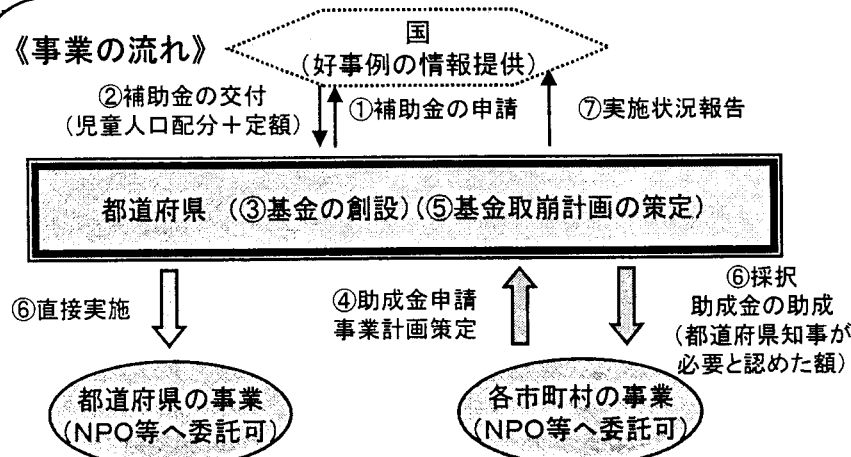 《事業の流れ》
国
(好事例の情報提供)
②補助金の交付
(児童人口配分+定額)
①補助金の申請
⑦実施状況報告
都道府県 (③基金の創設)(⑤基金取崩計画の策定)
⑥直接実施
④助成金申請
事業計画策定
⑥採択
助成金の助成
(都道府県知事が
必要と認めた額)
都道府県の事業
(NPO等へ委託可)
各市町村の事業
(NPO等へ委託可)